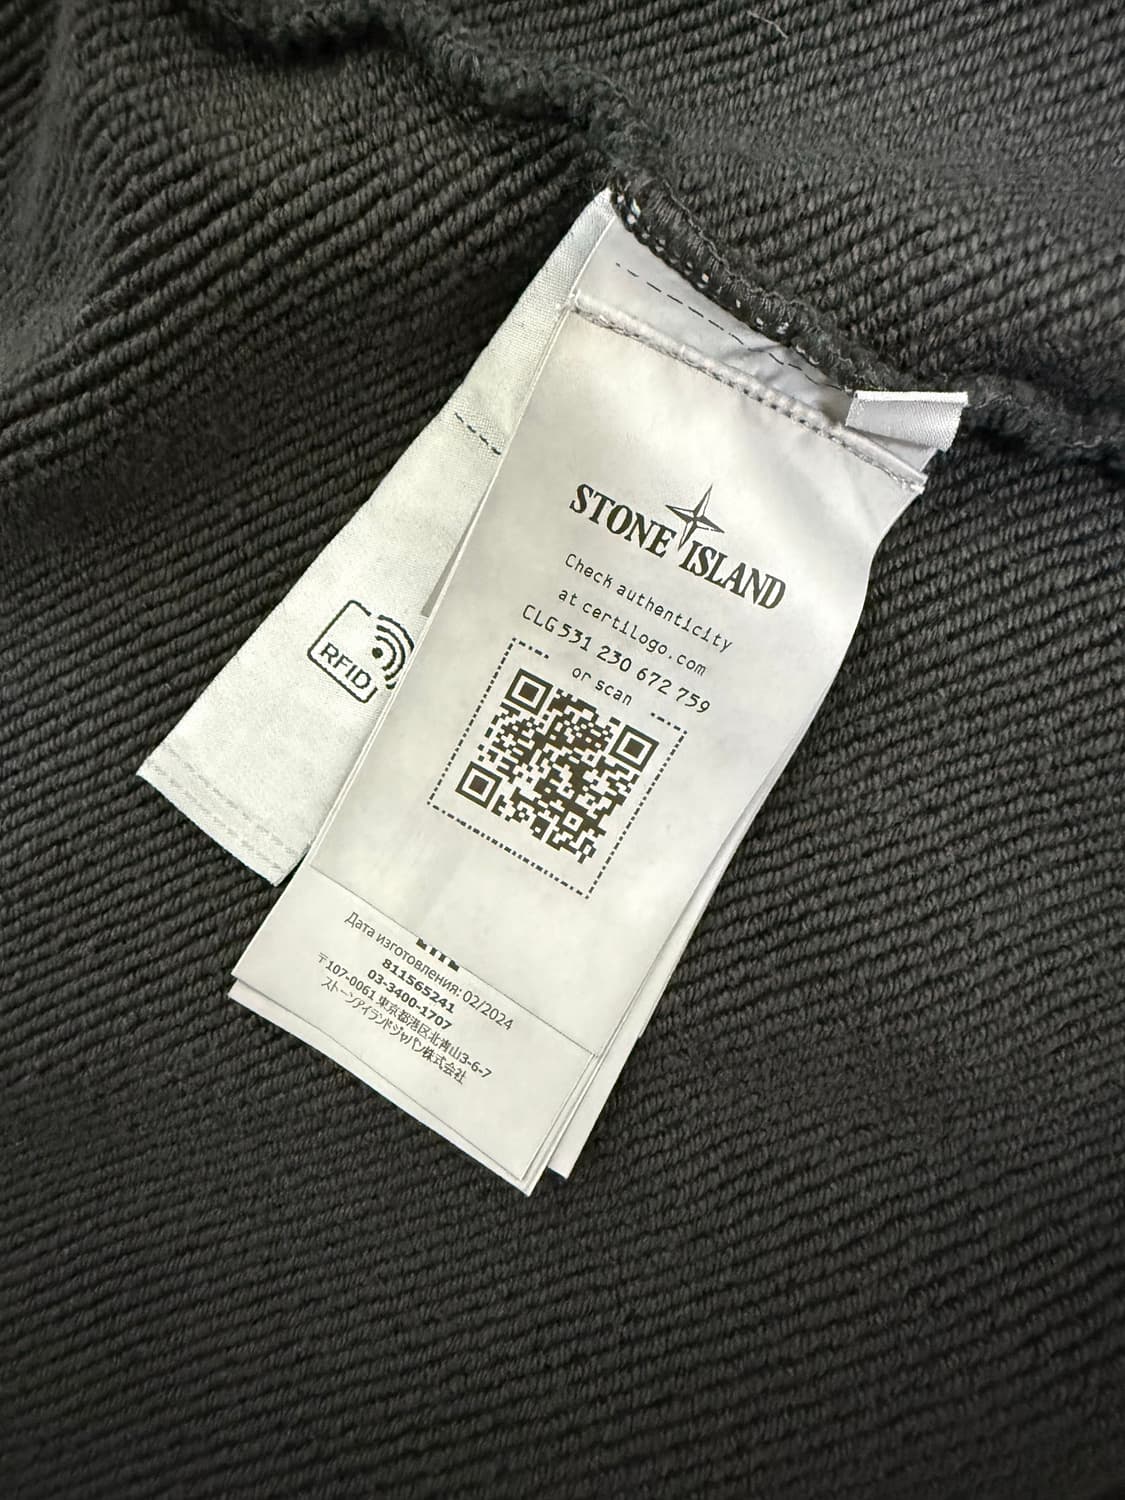 STONE ISLAND
Check authenticity
at certilogo.com
CLG 531 230 672 759
or scan
RFID
Дата изготовления: 02/2024
811565241
03-3400-1707
〒107-0061 東京都港区北青山3-6-7
ストーンアイランドジャパン株式会社